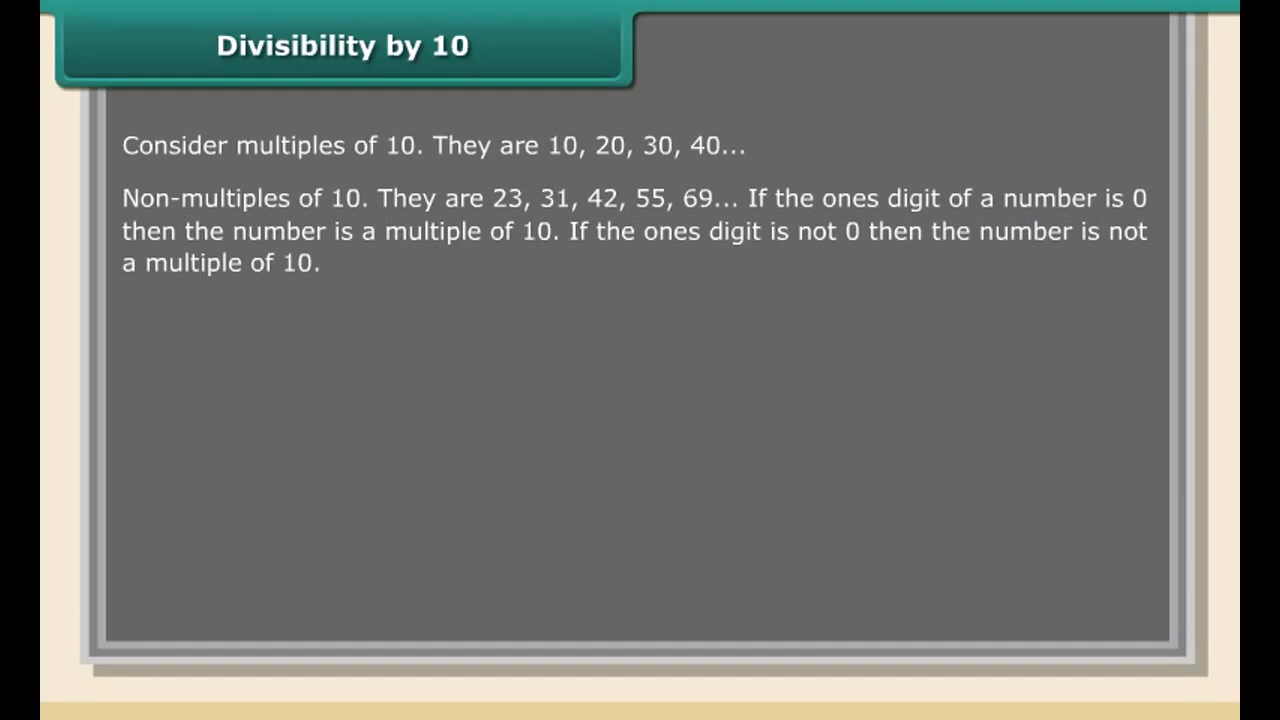 Divisibility by 10
Consider multiples of 10. They are 10, 20, 30, 40...
Non-multiples of 10. They are 23, 31, 42, 55, 69... If the ones digit of a number is 0
then the number is a multiple of 10. If the ones digit is not 0 then the number is not
a multiple of 10.